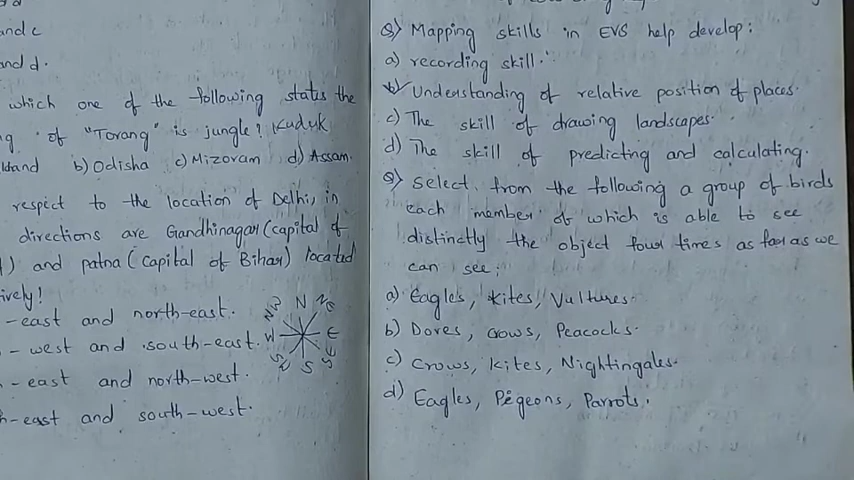 and c
and d.
which one of the following states the
of "Torang" is jungle? Kuduk
b) Odisha c) Mizoram d) Assam.
respect to the location of Delhi, in
directions are Gandhinagar (capital of
) and patna (capital of Bihar) located
ively!
-east and north-east.
- west and south-east.
- east and north-west.
h-east and south-west.
NW N NE
W E
SW S SE
Q) Mapping skills in EVS help develop:
a) recording skill.
b) Understanding of relative position of places.
c) The skill of drawing landscapes.
d) The skill of predicting and calculating.
Q) Select from the following a group of birds
each member of which is able to see
distinctly the object four times as far as we
can see;
a) Eagles, Kites, Vultures.
b) Doves, Crows, Peacocks.
c) Crows, Kites, Nightingales.
d) Eagles, Pigeons, Parrots.